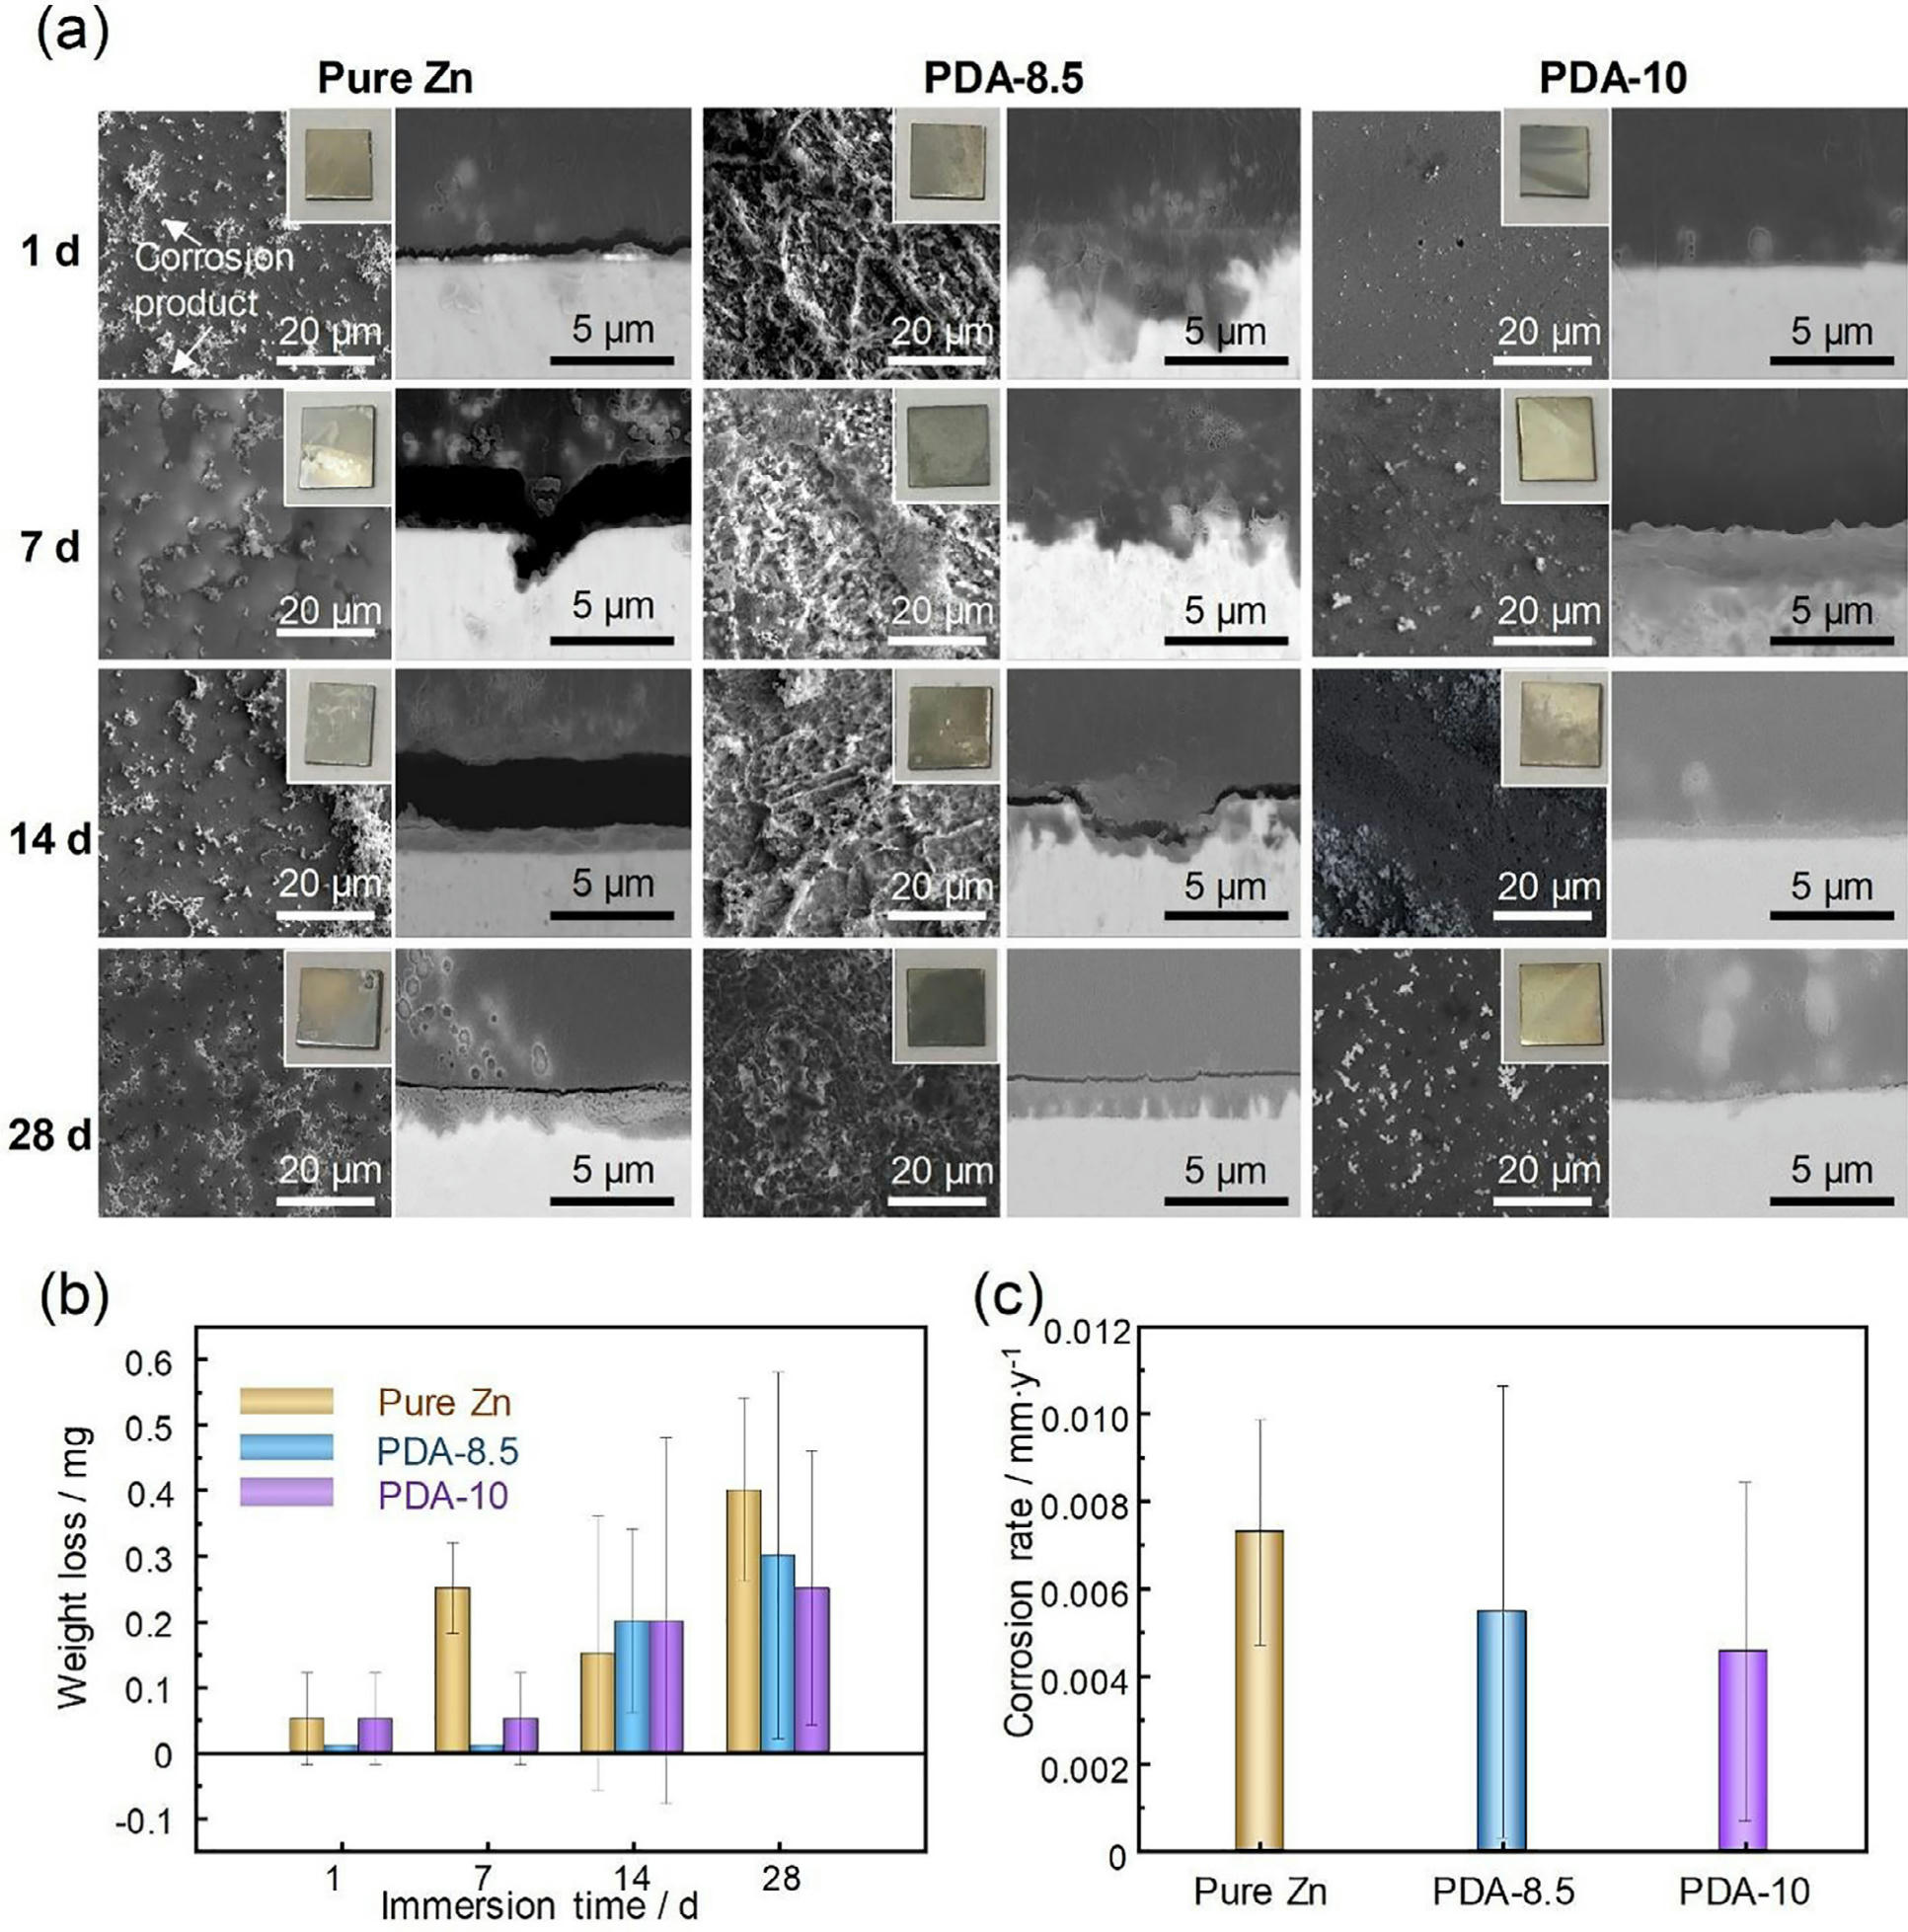 (a)
Pure Zn PDA-8.5 PDA-10
1 d
Corrosion
product
20 µm 5 µm 20 µm 5 µm 20 µm 5 µm
7 d
20 µm 5 µm 20 µm 5 µm 20 µm 5 µm
14 d
20 µm 5 µm 20 µm 5 µm 20 µm 5 µm
28 d
20 µm 5 µm 20 µm 5 µm 20 µm 5 µm
(b)
Weight loss / mg
0.6
0.5
0.4
0.3
0.2
0.1
0
-0.1
Pure Zn
PDA-8.5
PDA-10
1 7 14 28
Immersion time / d
(c)
Corrosion rate / mm·y-1
0.012
0.010
0.008
0.006
0.004
0.002
0
Pure Zn PDA-8.5 PDA-10